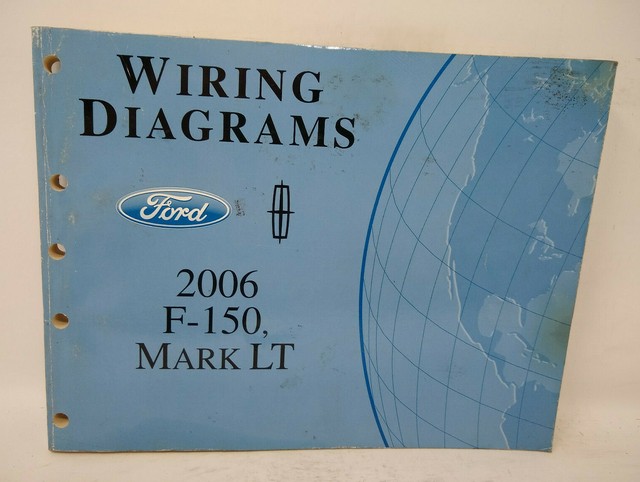 WIRING
DIAGRAMS
Ford
2006
F-150,
MARK LT